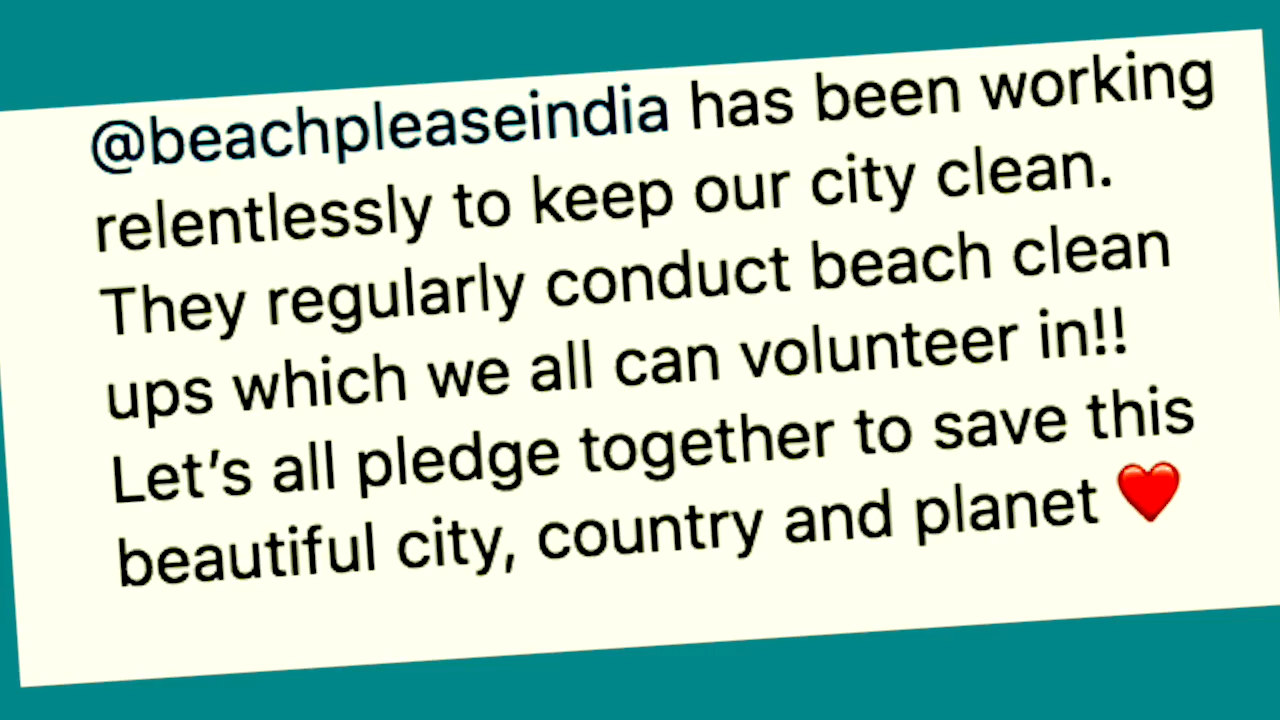 @beachpleaseindia has been working
relentlessly to keep our city clean.
They regularly conduct beach clean
ups which we all can volunteer in!!
Let’s all pledge together to save this
beautiful city, country and planet ❤️